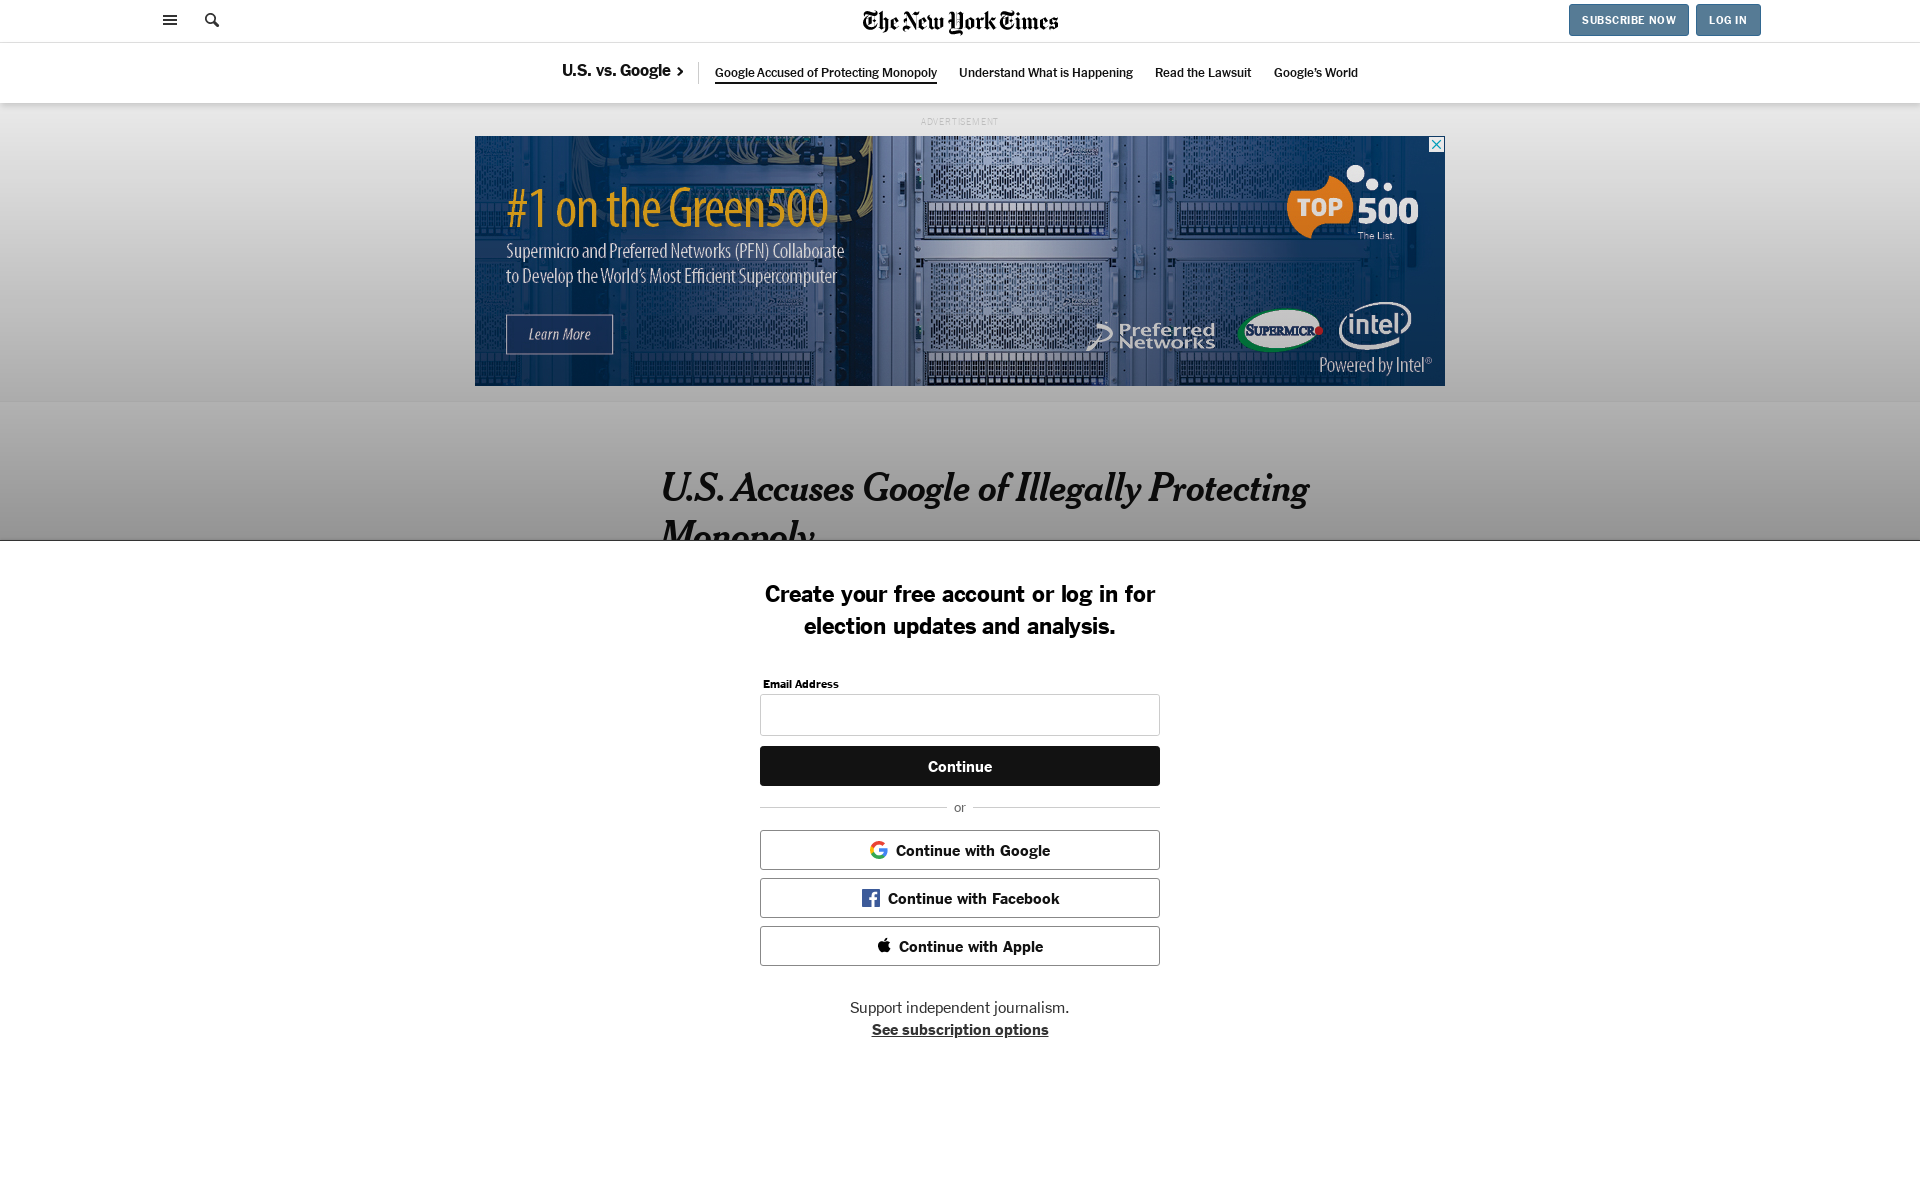 The New York Times
SUBSCRIBE NOW
LOG IN
U.S. vs. Google
Google Accused of Protecting Monopoly
Understand What is Happening
Read the Lawsuit
Google's World
ADVERTISEMENT
#1 on the Green500
Supermicro and Preferred Networks (PFN) Collaborate
to Develop the World's Most Efficient Supercomputer
Learn More
TOP 500
The List.
Preferred
Networks
SUPERMICRO
intel
Powered by Intel®
U.S. Accuses Google of Illegally Protecting
Monopoly
Create your free account or log in for
election updates and analysis.
Email Address
Continue
or
Continue with Google
Continue with Facebook
Continue with Apple
Support independent journalism.
See subscription options